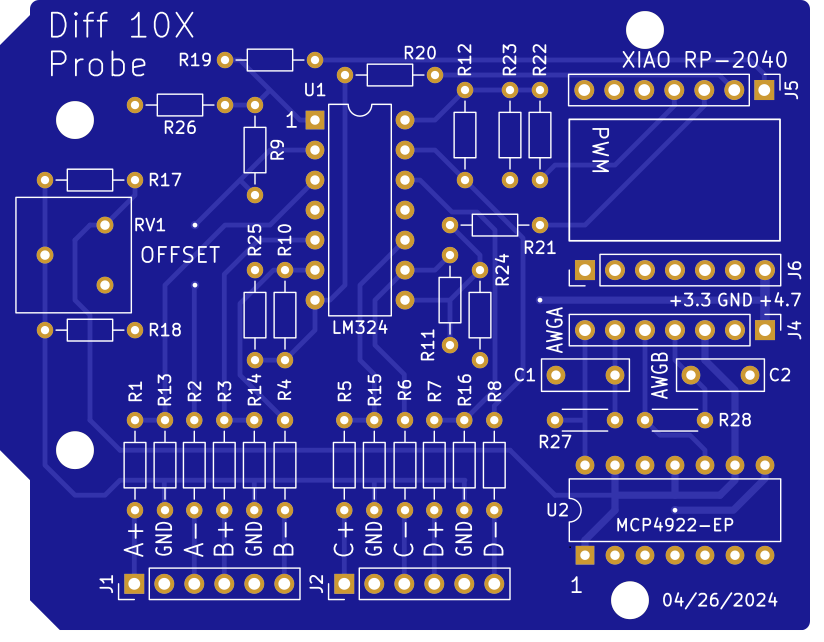 Diff 10X
Probe
R19
R20
R12
R23
R22
XIAO RP-2040
J5
U1
R26
1
R9
PWM
R17
RV1
OFFSET
R25
R10
R21
R24
J6
+3.3 GND +4.7
R18
LM324
R11
AWGA
J4
C1
AWGB
C2
R1
R13
R2
R3
R14
R4
R5
R15
R6
R7
R16
R8
R27
R28
A+
GND
A-
B+
GND
B-
C+
GND
C-
D+
GND
D-
U2
MCP4922-EP
J1
J2
1
04/26/2024